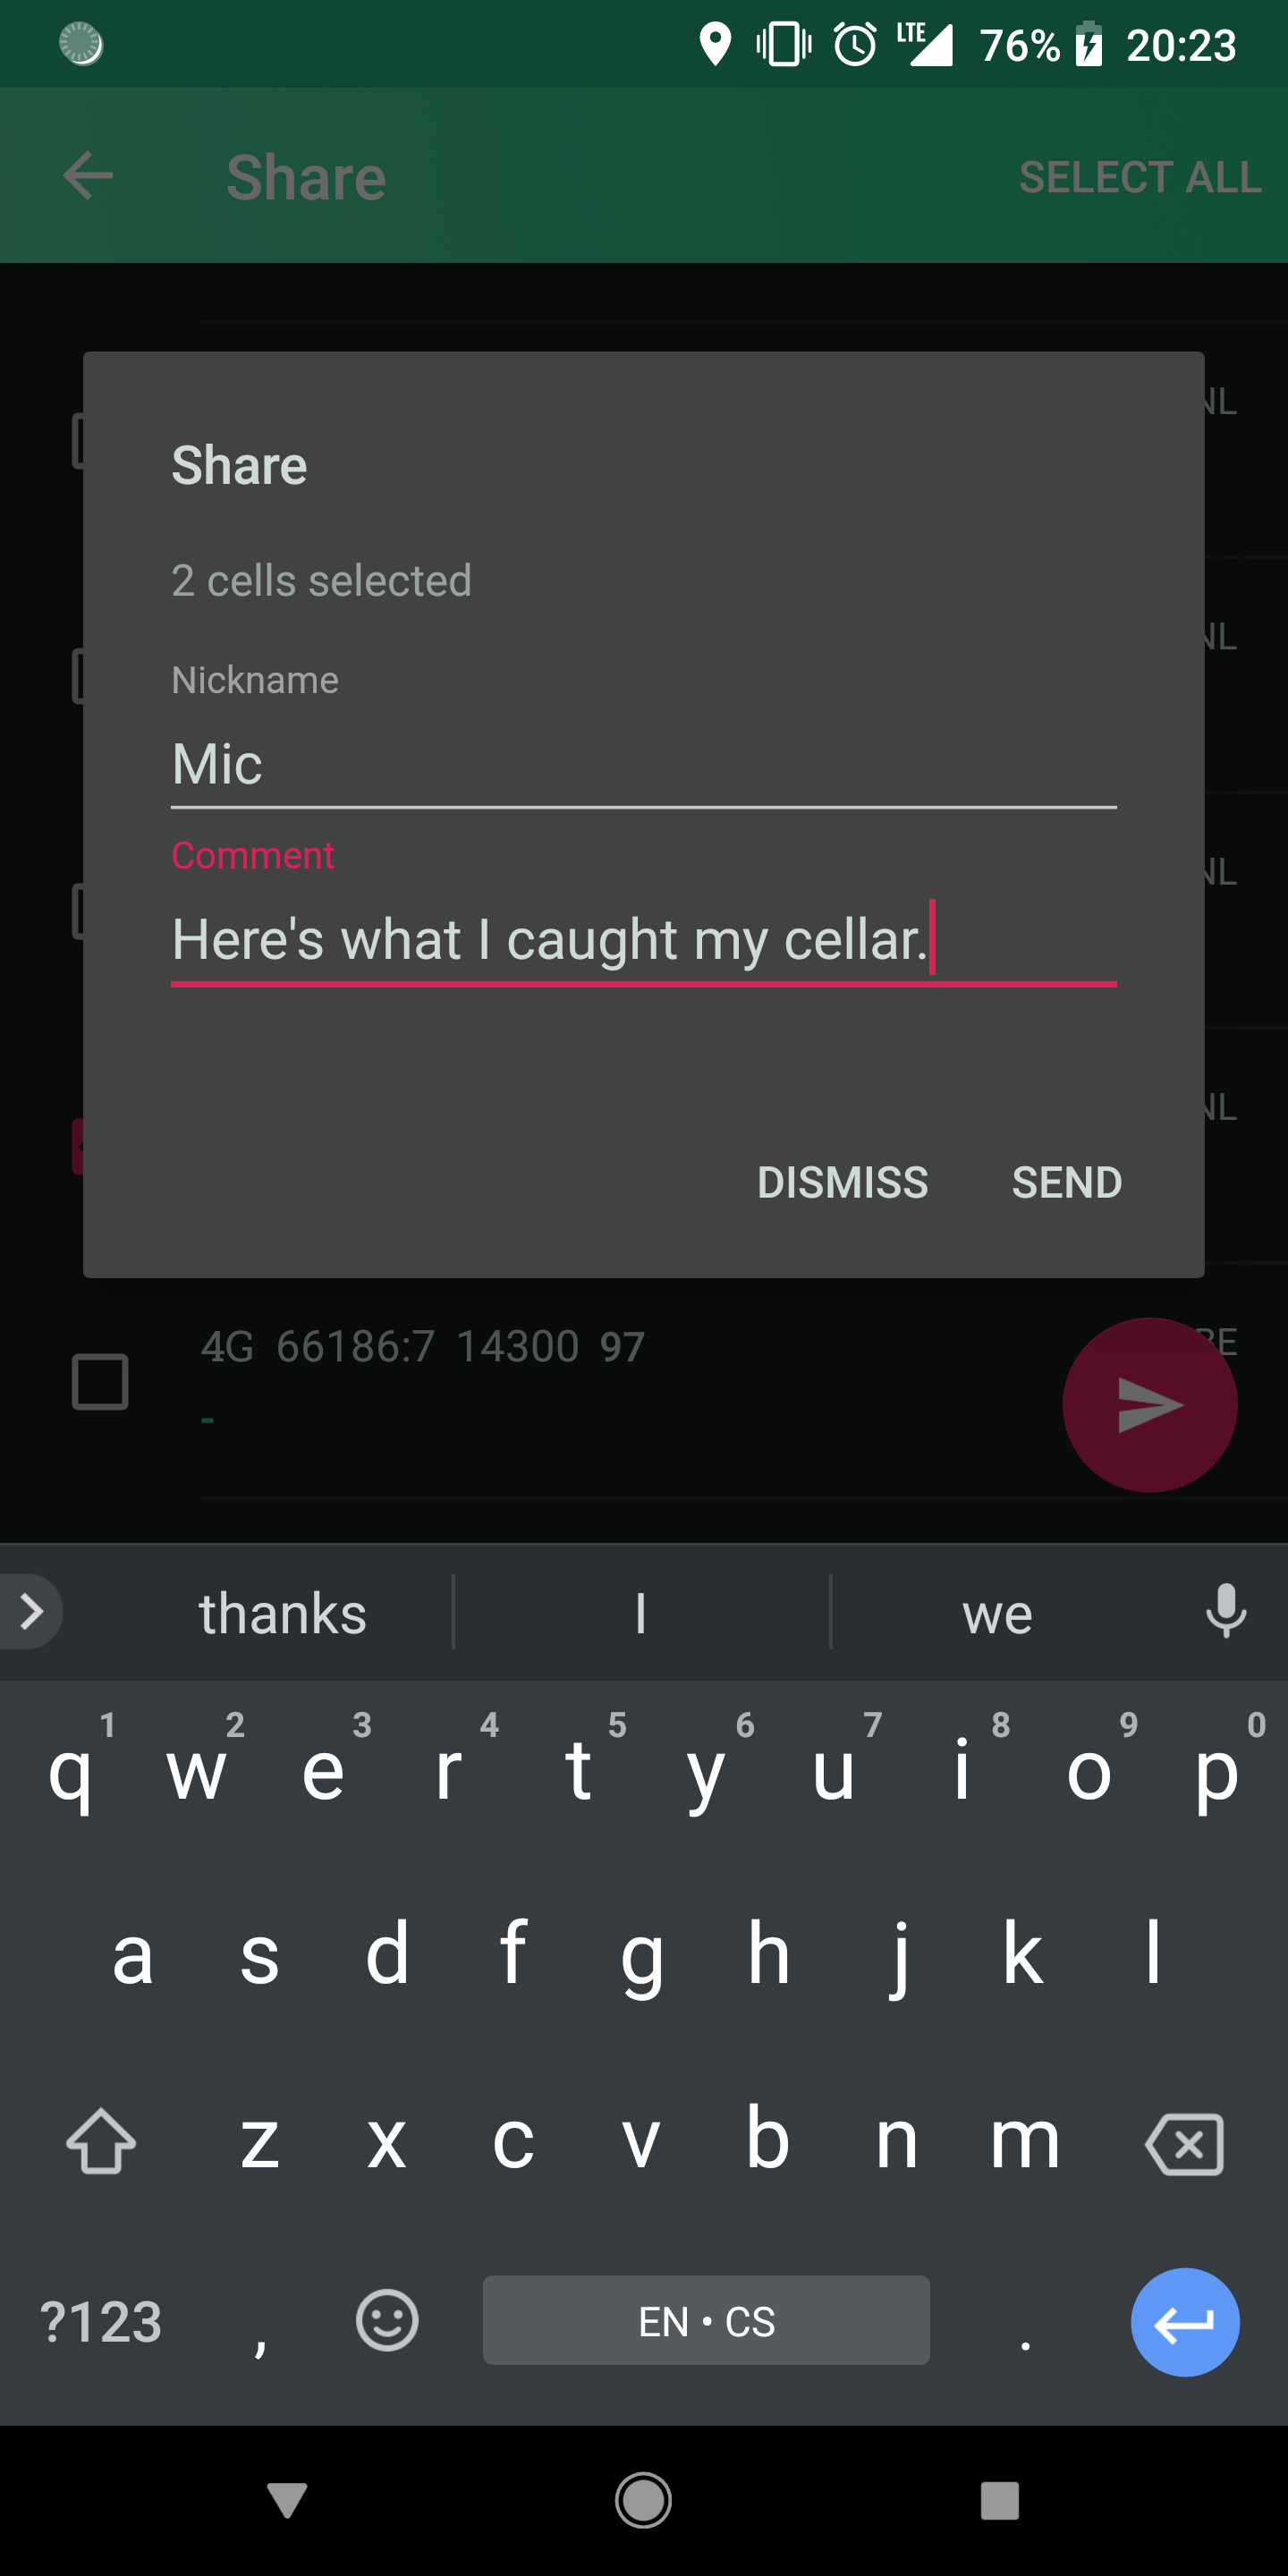 LTE 76% 20:23
Share SELECT ALL
NL
Share
2 cells selected
NL
Nickname
Mic
Comment
NL
Here's what I caught my cellar.
NL
DISMISS SEND
4G 66186:7 14300 97
-
thanks I we
1 2 3 4 5 6 7 8 9 0
q w e r t y u i o p
a s d f g h j k l
z x c v b n m
?123 , EN • CS .